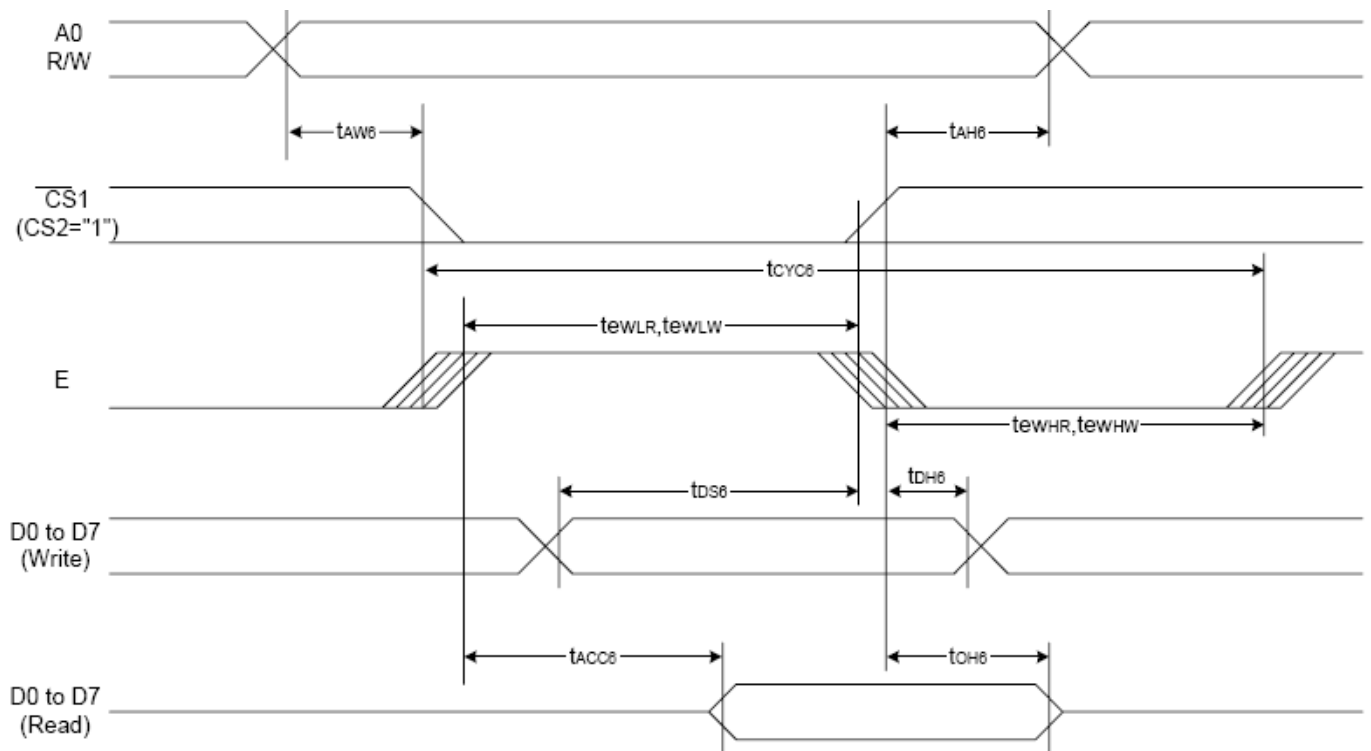 A0
R/W
tAW6
tAH6
CS1
(CS2="1")
tCYC6
tEWLR,tEWLW
E
tEWHR,tEWHW
tDS6
tDH6
D0 to D7
(Write)
tACC6
tOH6
D0 to D7
(Read)